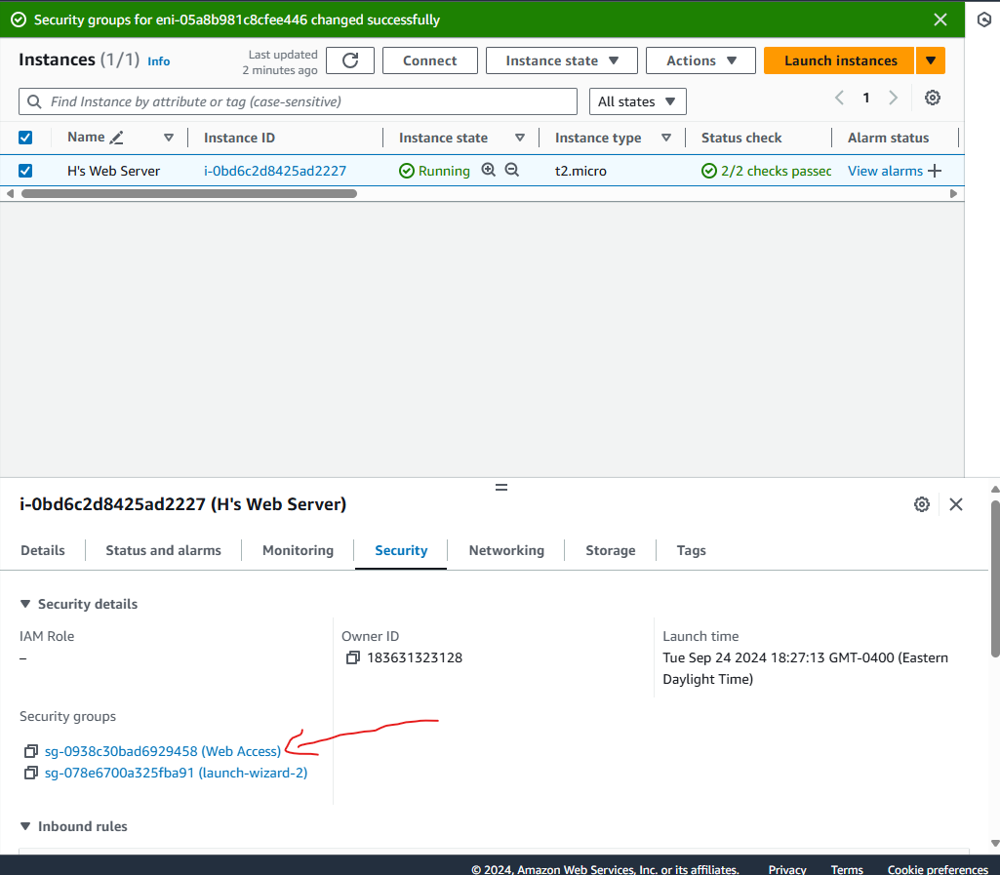 Security groups for eni-05a8b981c8cfee446 changed successfully
Instances (1/1) Info
Last updated
2 minutes ago
Connect
Instance state
Actions
Launch instances
Find Instance by attribute or tag (case-sensitive)
All states
1
Name
Instance ID
Instance state
Instance type
Status check
Alarm status
H's Web Server
i-0bd6c2d8425ad2227
Running
t2.micro
2/2 checks passec
View alarms
i-0bd6c2d8425ad2227 (H's Web Server)
Details
Status and alarms
Monitoring
Security
Networking
Storage
Tags
Security details
IAM Role
–
Owner ID
183631323128
Launch time
Tue Sep 24 2024 18:27:13 GMT-0400 (Eastern
Daylight Time)
Security groups
sg-0938c30bad6929458 (Web Access)
sg-078e6700a325fba91 (launch-wizard-2)
Inbound rules
© 2024, Amazon Web Services, Inc. or its affiliates.
Privacy
Terms
Cookie preferences